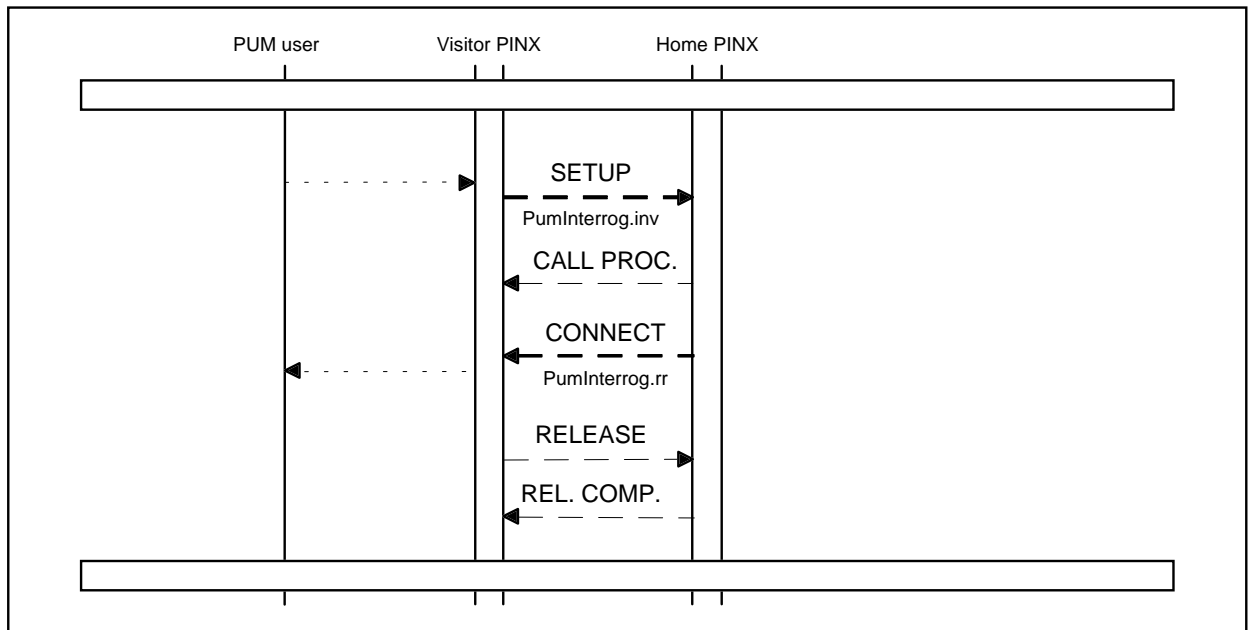 PUM user Visitor PINX Home PINX
SETUP
PumInterrog.inv
CALL PROC.
CONNECT
PumInterrog.rr
RELEASE
REL. COMP.